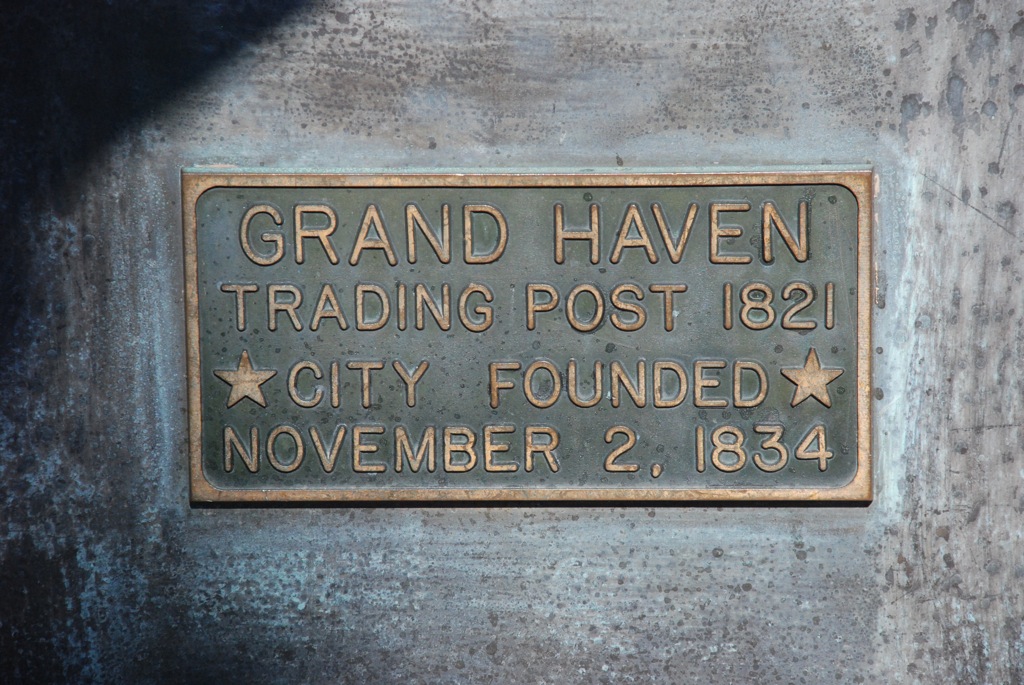 GRAND HAVEN
TRADING POST 1821
CITY FOUNDED
NOVEMBER 2, 1834